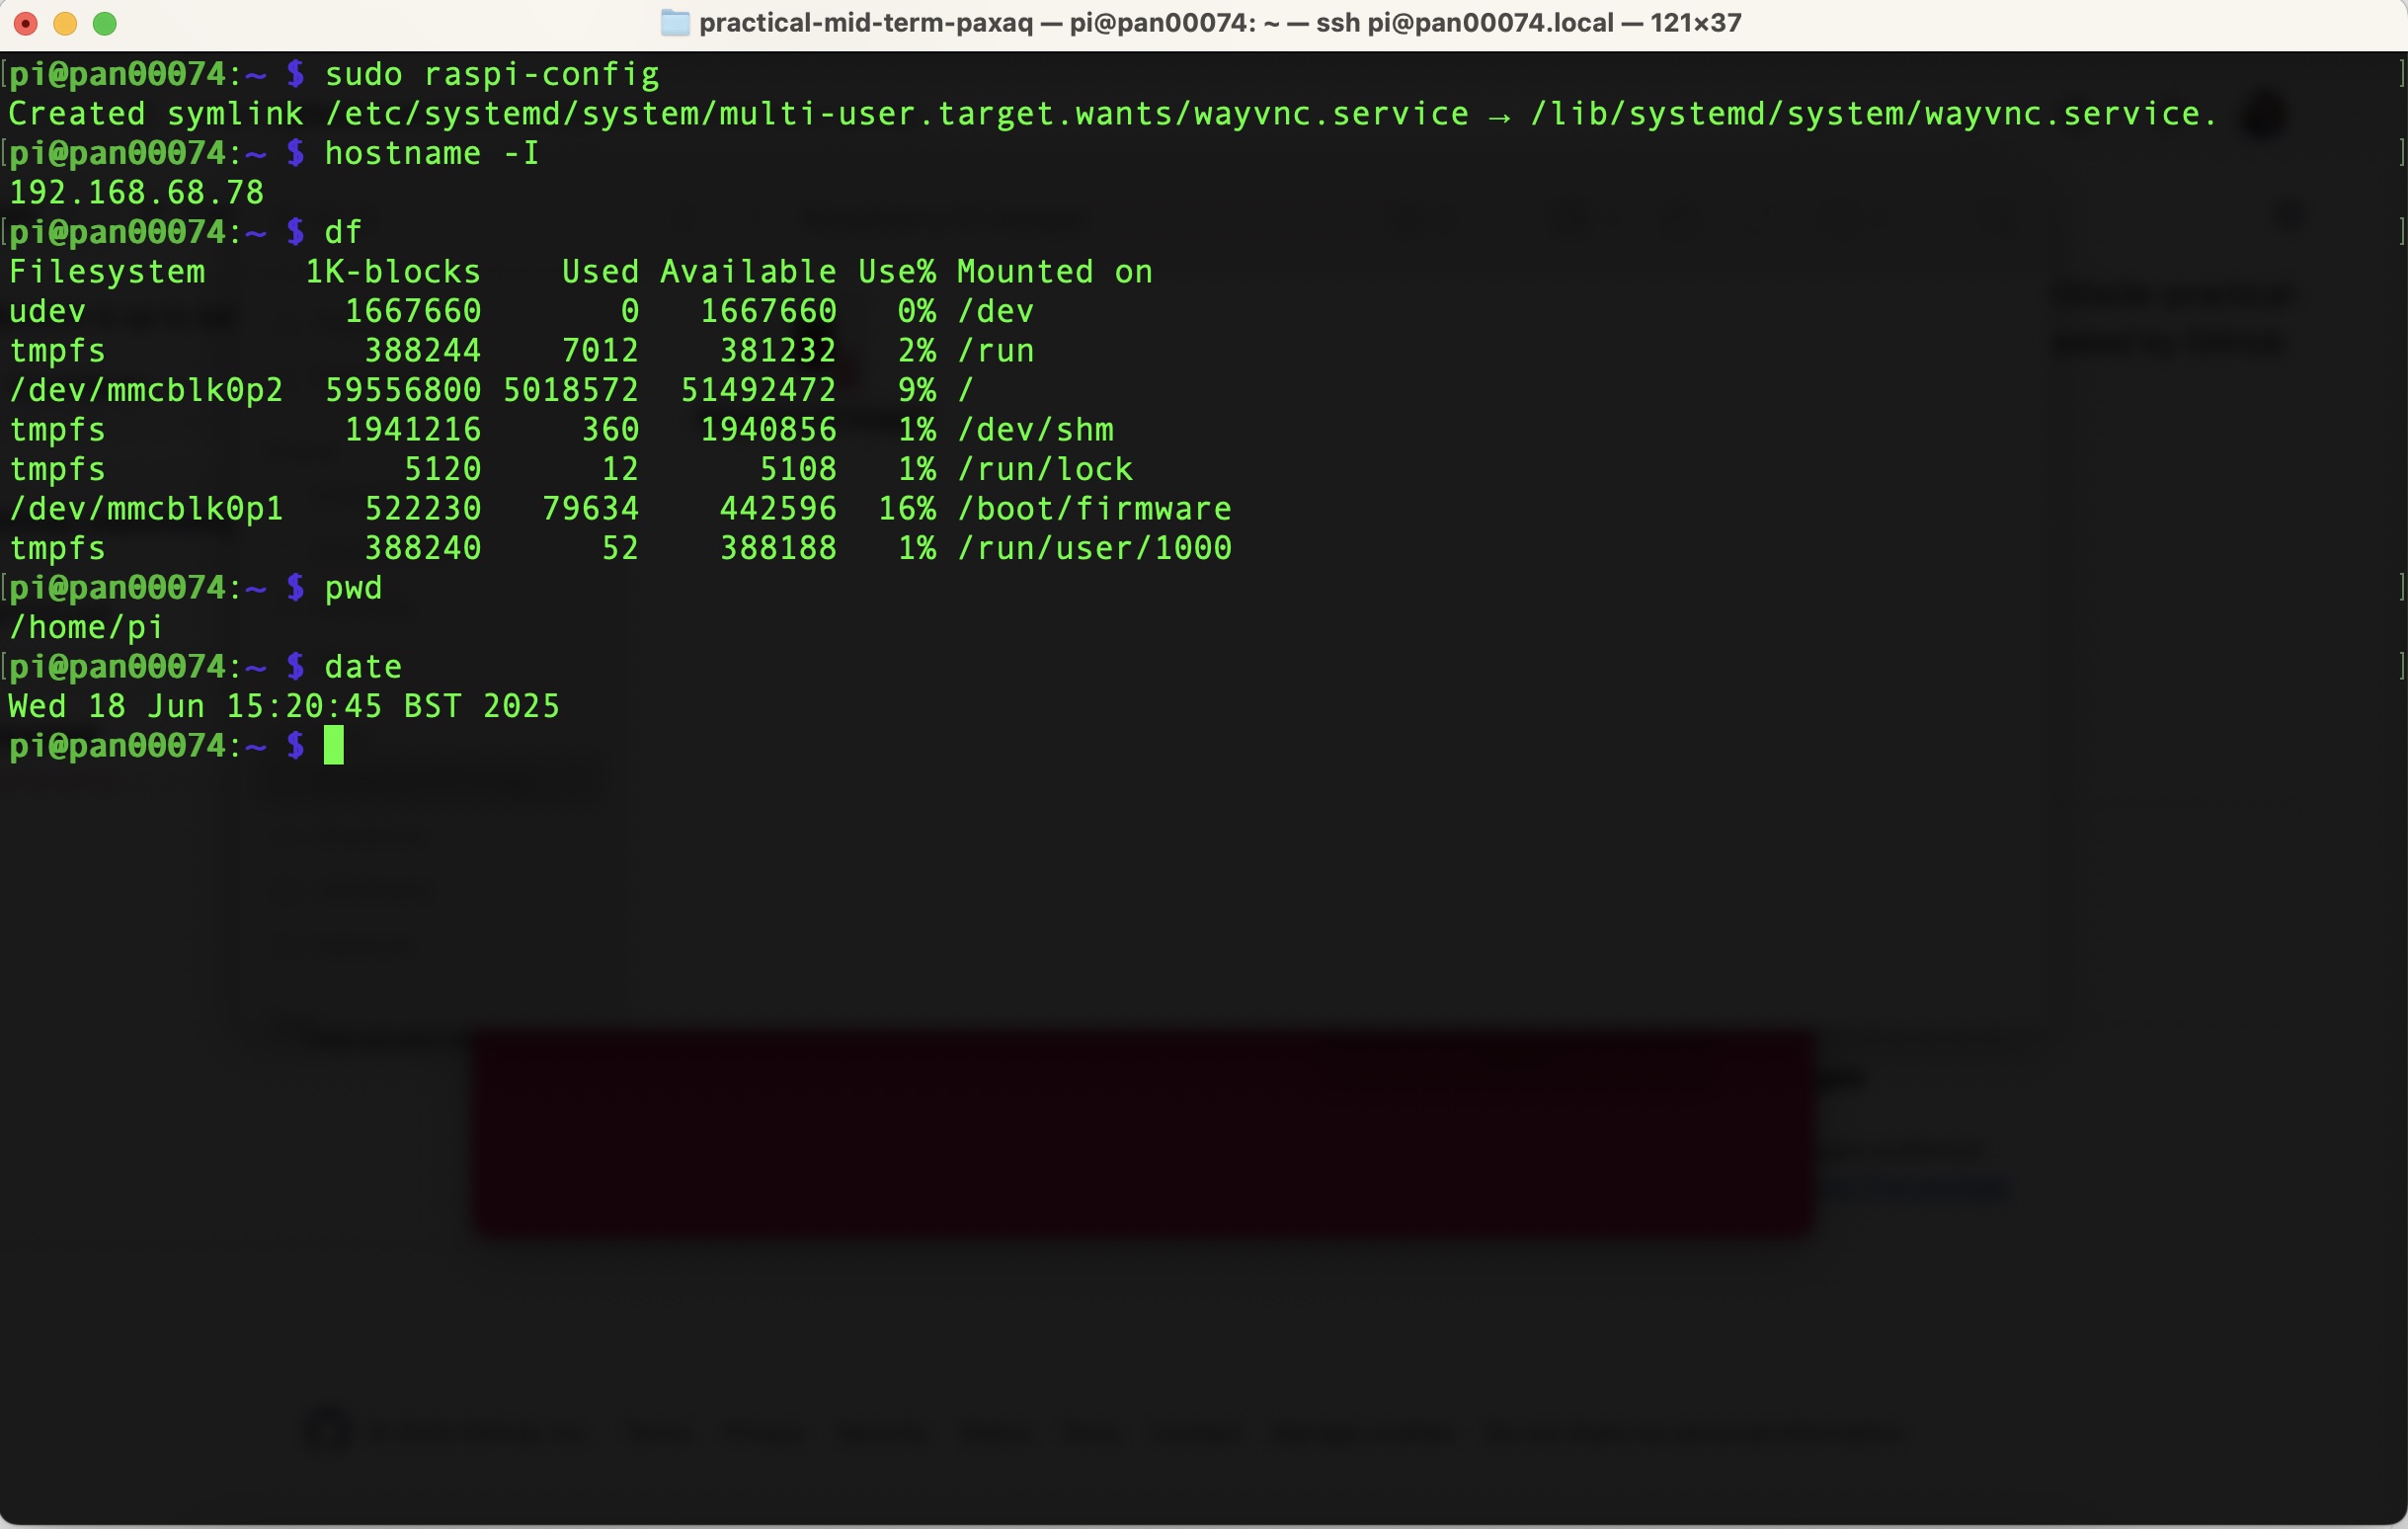 practical-mid-term-paxaq — pi@pan00074: ~ — ssh pi@pan00074.local — 121×37
[pi@pan00074:~ $ sudo raspi-config ]
Created symlink /etc/systemd/system/multi-user.target.wants/wayvnc.service → /lib/systemd/system/wayvnc.service.
[pi@pan00074:~ $ hostname -I ]
192.168.68.78
[pi@pan00074:~ $ df ]
Filesystem     1K-blocks    Used Available Use% Mounted on
udev             1667660       0   1667660   0% /dev
tmpfs             388244    7012    381232   2% /run
/dev/mmcblk0p2  59556800 5018572  51492472   9% /
tmpfs            1941216     360   1940856   1% /dev/shm
tmpfs               5120      12      5108   1% /run/lock
/dev/mmcblk0p1    522230   79634    442596  16% /boot/firmware
tmpfs             388240      52    388188   1% /run/user/1000
[pi@pan00074:~ $ pwd ]
/home/pi
[pi@pan00074:~ $ date ]
Wed 18 Jun 15:20:45 BST 2025
pi@pan00074:~ $